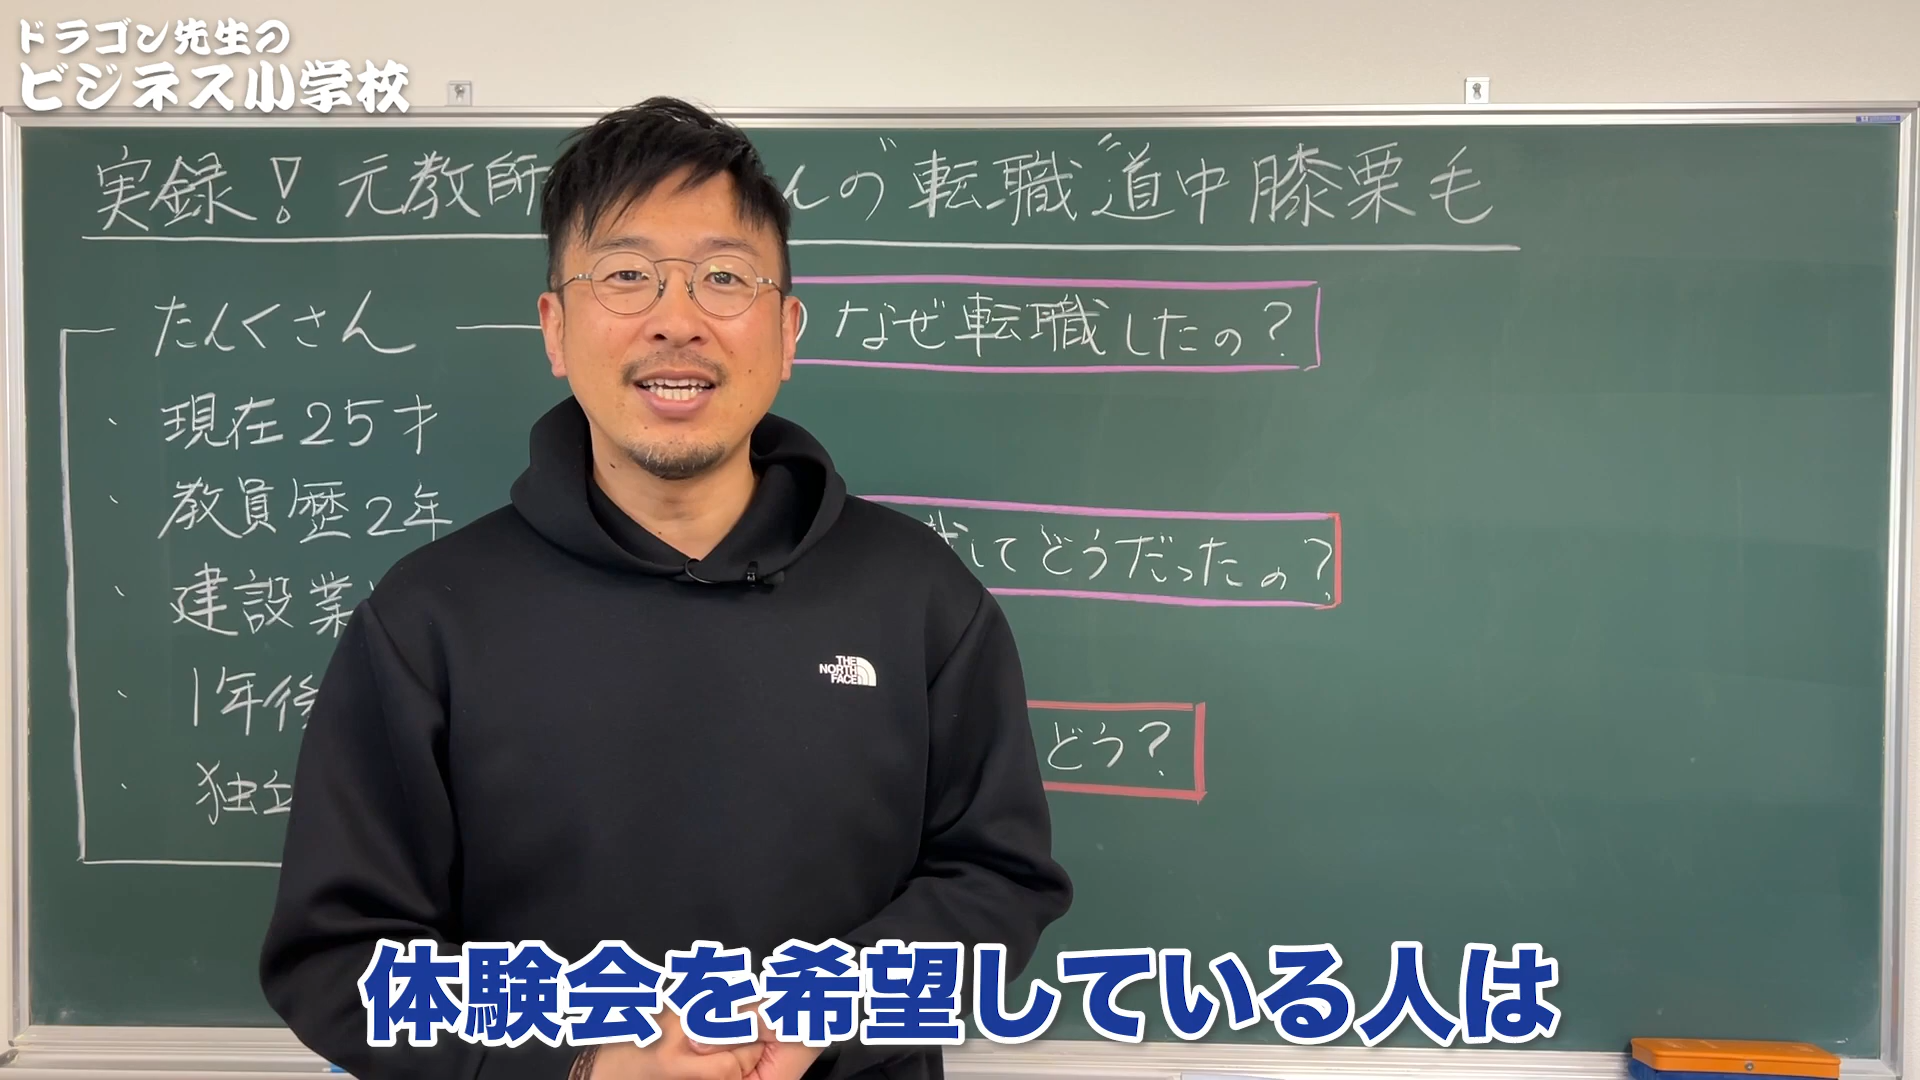 ドラゴン先生の
ビジネス小学校
実録! 元教師 んの"転職"道中膝栗毛
たんくさん
なぜ転職したの?
・現在25才
・教員歴2年
してどうだったの?
・建設業
・1年後
どう?
・独立
THE
NORTH
FACE
体験会を希望している人は